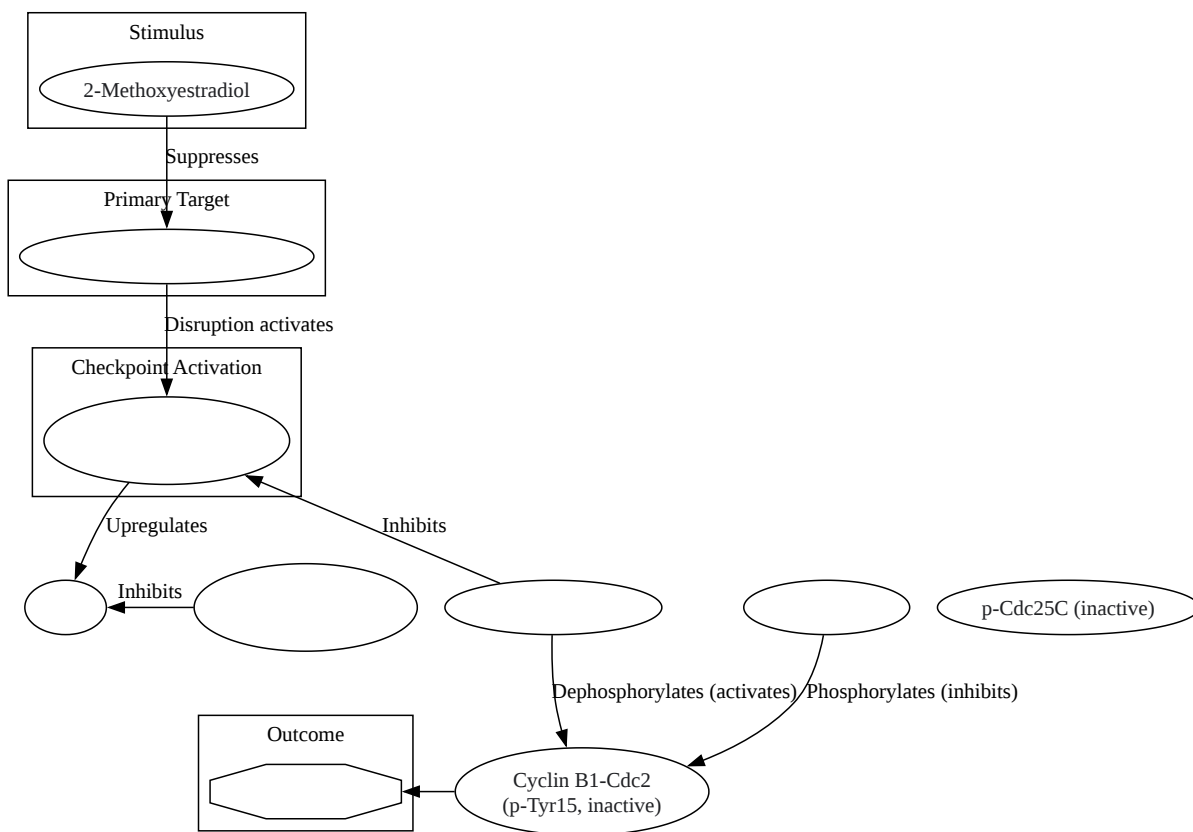 Stimulus
2-Methoxyestradiol
Suppresses
Primary Target
Disruption activates
Checkpoint Activation
Upregulates
Inhibits
Inhibits
p-Cdc25C (inactive)
Dephosphorylates (activates)
Phosphorylates (inhibits)
Outcome
Cyclin B1-Cdc2
(p-Tyr15, inactive)